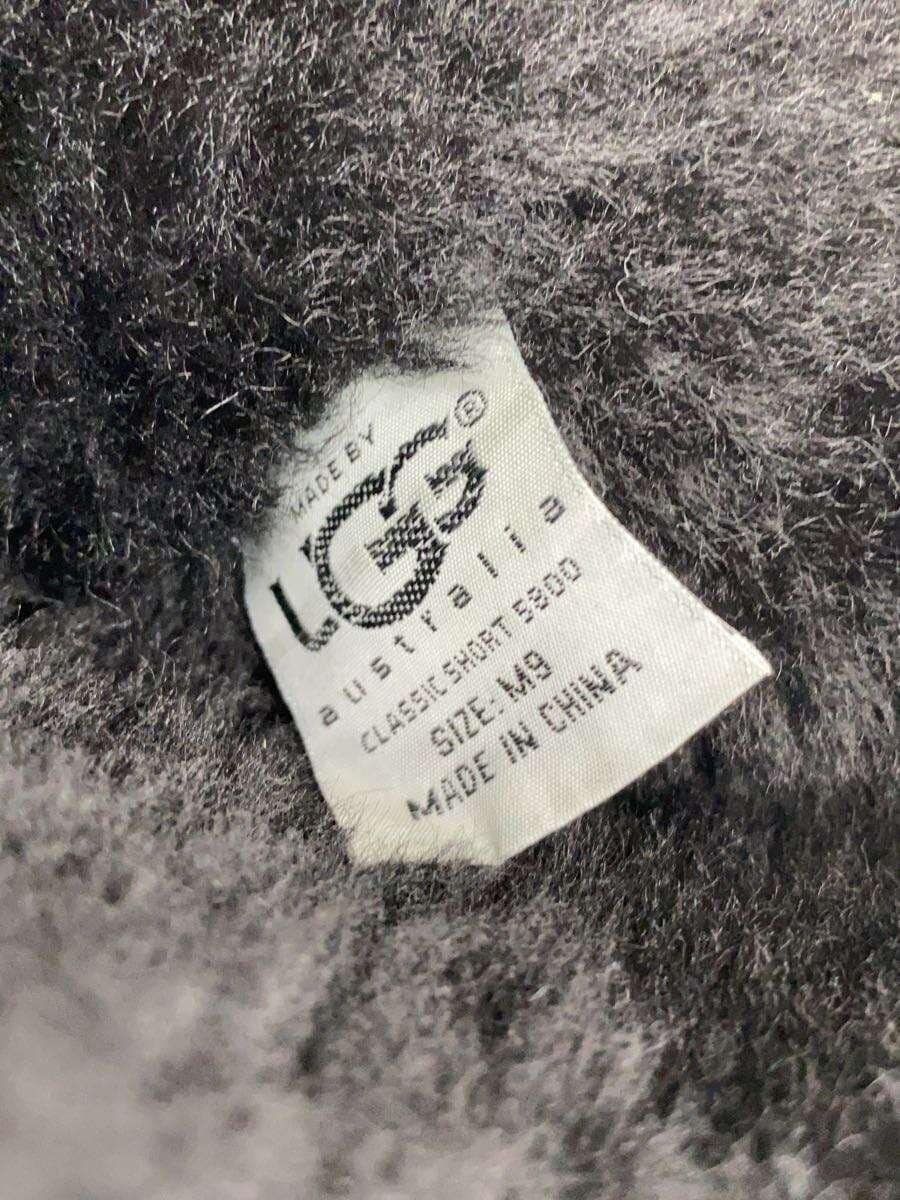 MADE BY
UGG®
australia
CLASSIC SHORT 5800
SIZE: M9
MADE IN CHINA